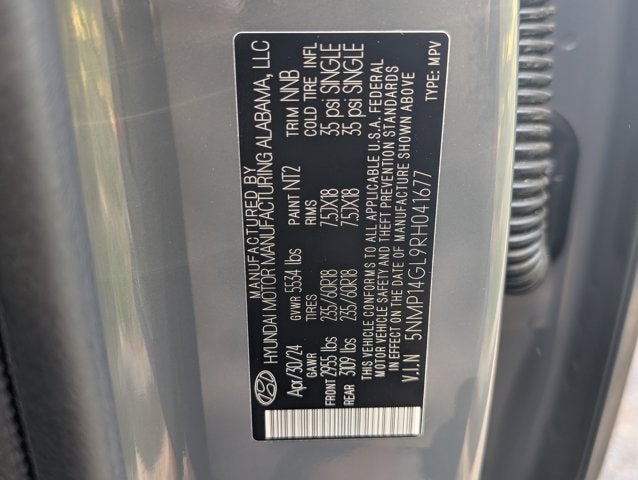 MANUFACTURED BY
HYUNDAI MOTOR MANUFACTURING ALABAMA, LLC
Apr/30/24 GVWR 5534 lbs PAINT NT2 TRIM NNB
GAWR TIRES RIMS COLD TIRE INFL
FRONT 2955 lbs 235/60R18 7.5JX18 35 psi SINGLE
REAR 3109 lbs 235/60R18 7.5JX18 35 psi SINGLE
THIS VEHICLE CONFORMS TO ALL APPLICABLE U.S.A. FEDERAL
MOTOR VEHICLE SAFETY AND THEFT PREVENTION STANDARDS
IN EFFECT ON THE DATE OF MANUFACTURE SHOWN ABOVE
V.I.N 5NMP14GL9RH041677 TYPE: MPV